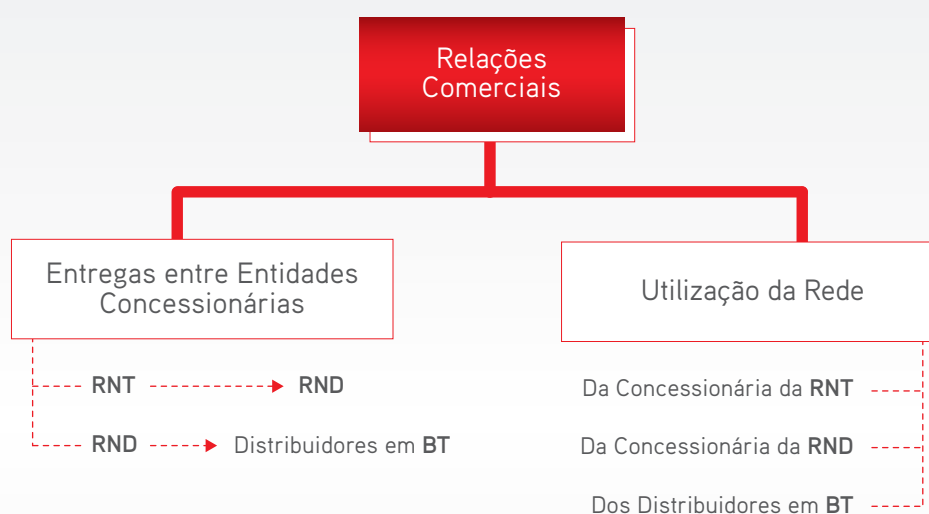 Relações
Comerciais
Entregas entre Entidades
Concessionárias
RNT RND
RND Distribuidores em BT
Utilização da Rede
Da Concessionária da RNT
Da Concessionária da RND
Dos Distribuidores em BT